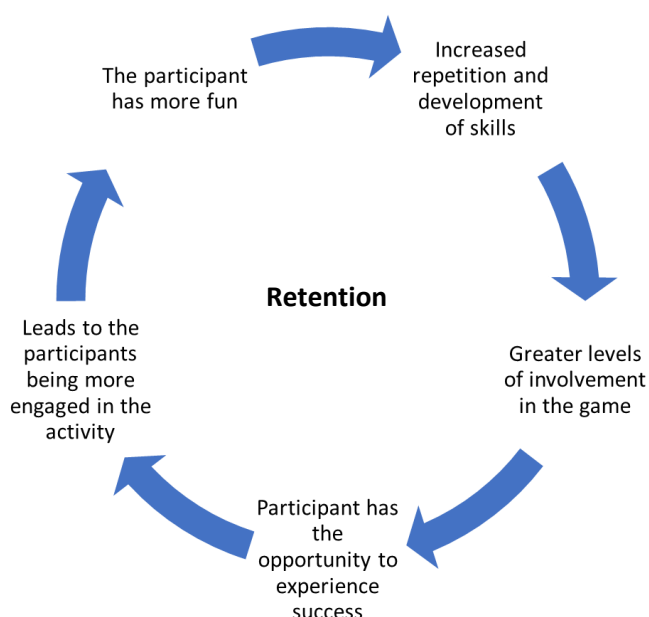 The participant
has more fun
Increased
repetition and
development
of skills
Retention
Greater levels
of involvement
in the game
Participant has
the
opportunity to
experience
success
Leads to the
participants
being more
engaged in the
activity